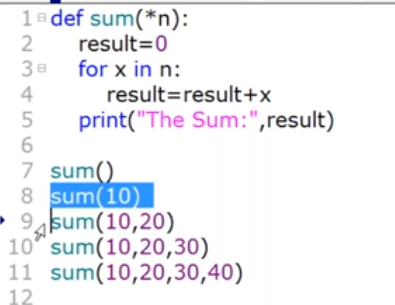 1 def sum(*n):
2     result=0
3     for x in n:
4         result=result+x
5     print("The Sum:",result)
6
7 sum()
8 sum(10)
9 sum(10,20)
10 sum(10,20,30)
11 sum(10,20,30,40)
12